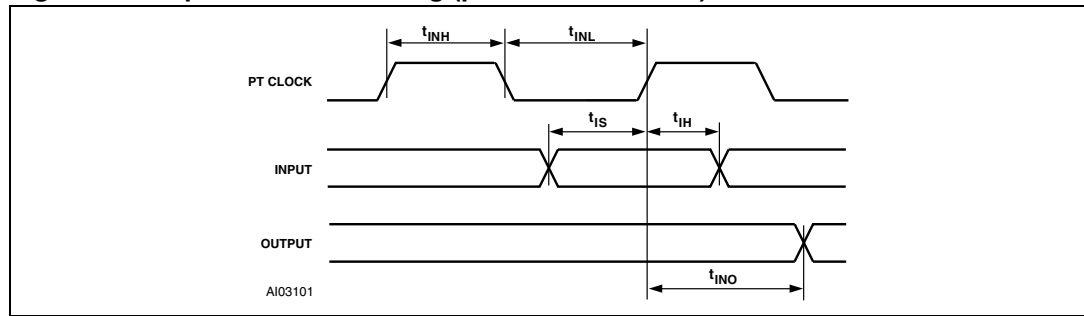 tINH
tINL
PT CLOCK
tIS
tIH
INPUT
OUTPUT
tINO
AI03101